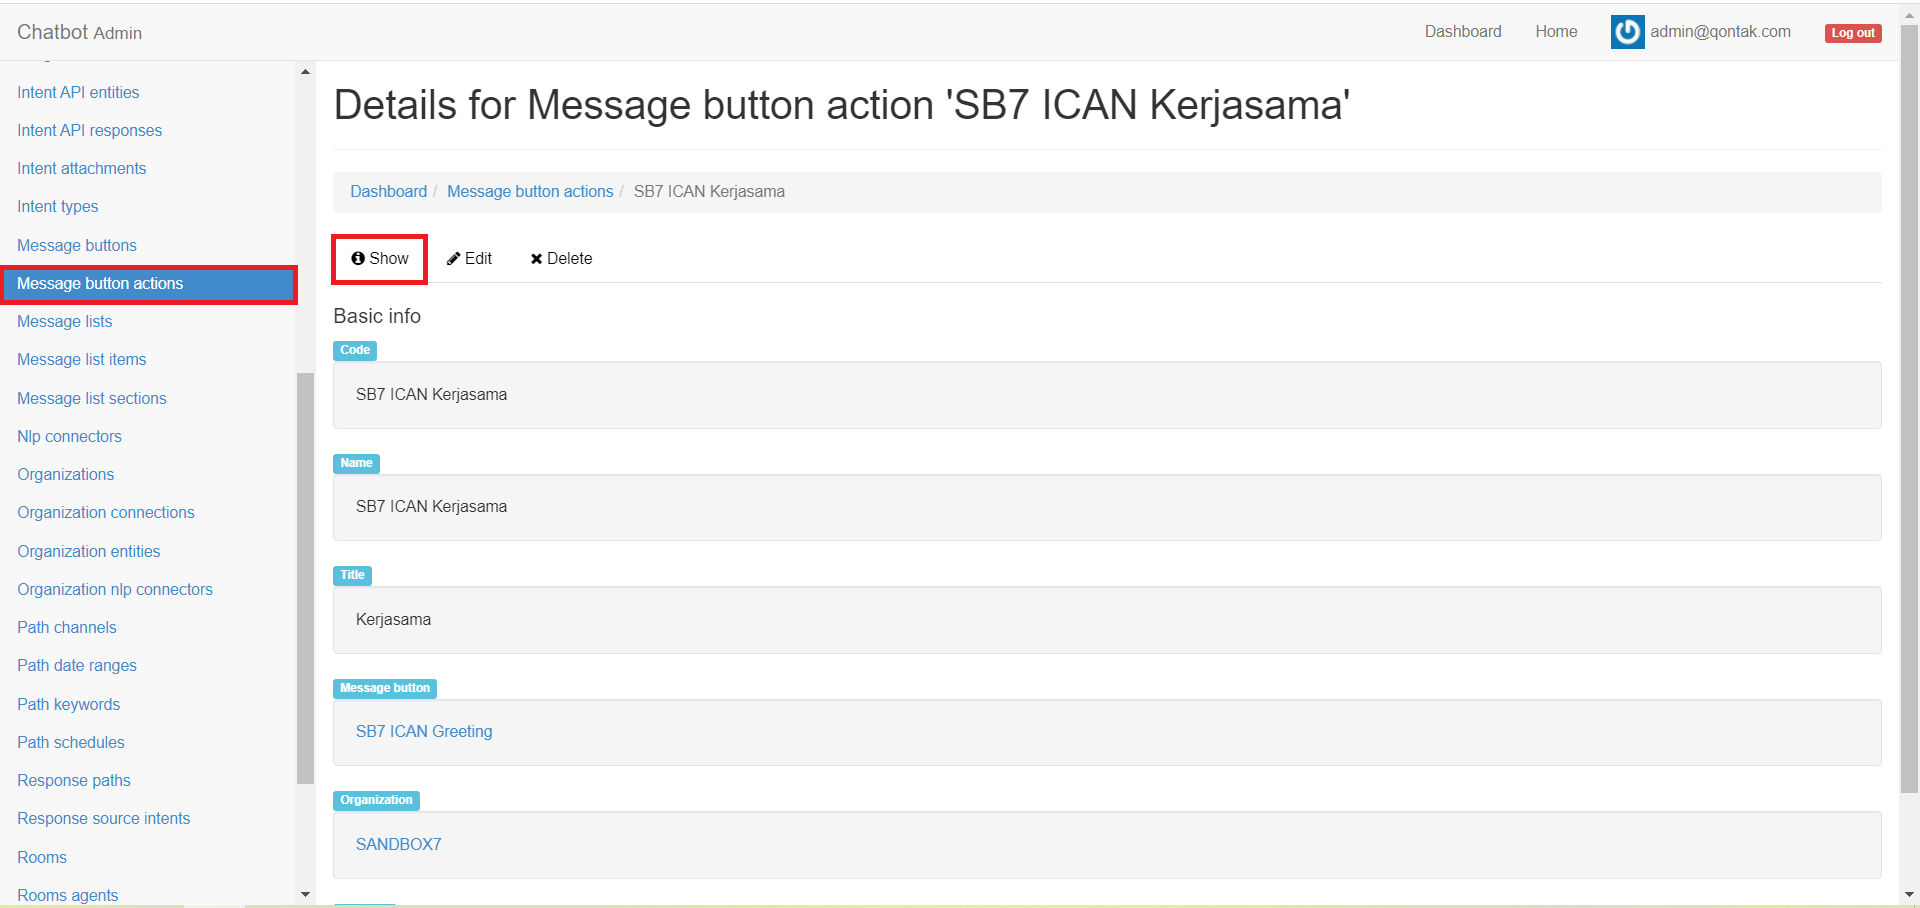 Chatbot Admin
Dashboard
Home
admin@qontak.com
Log out
Intent API entities
Intent API responses
Intent attachments
Intent types
Message buttons
Message button actions
Message lists
Message list items
Message list sections
Nlp connectors
Organizations
Organization connections
Organization entities
Organization nlp connectors
Path channels
Path date ranges
Path keywords
Path schedules
Response paths
Response source intents
Rooms
Rooms agents
Details for Message button action 'SB7 ICAN Kerjasama'
Dashboard / Message button actions / SB7 ICAN Kerjasama
Show
Edit
Delete
Basic info
Code
SB7 ICAN Kerjasama
Name
SB7 ICAN Kerjasama
Title
Kerjasama
Message button
SB7 ICAN Greeting
Organization
SANDBOX7